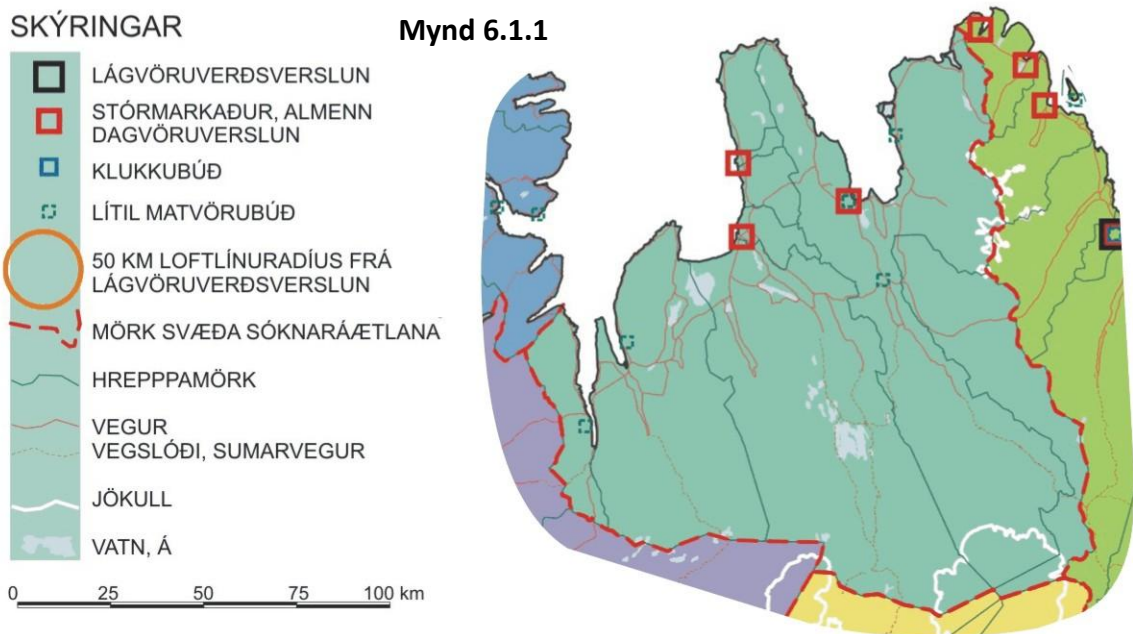 SKÝRINGAR
Mynd 6.1.1
LÁGVÖRUVERÐSVERSLUN
STÓRMARKAÐUR, ALMENN
DAGVÖRUVERSLUN
KLUKKUBÚÐ
LÍTIL MATVÖRUBÚÐ
50 KM LOFTLÍNURADÍUS FRÁ
LÁGVÖRUVERÐSVERSLUN
MÖRK SVÆÐA SÓKNARÁÆTLANA
HREPPPAMÖRK
VEGUR
VEGSLÓÐI, SUMARVEGUR
JÖKULL
VATN, Á
0 25 50 75 100 km